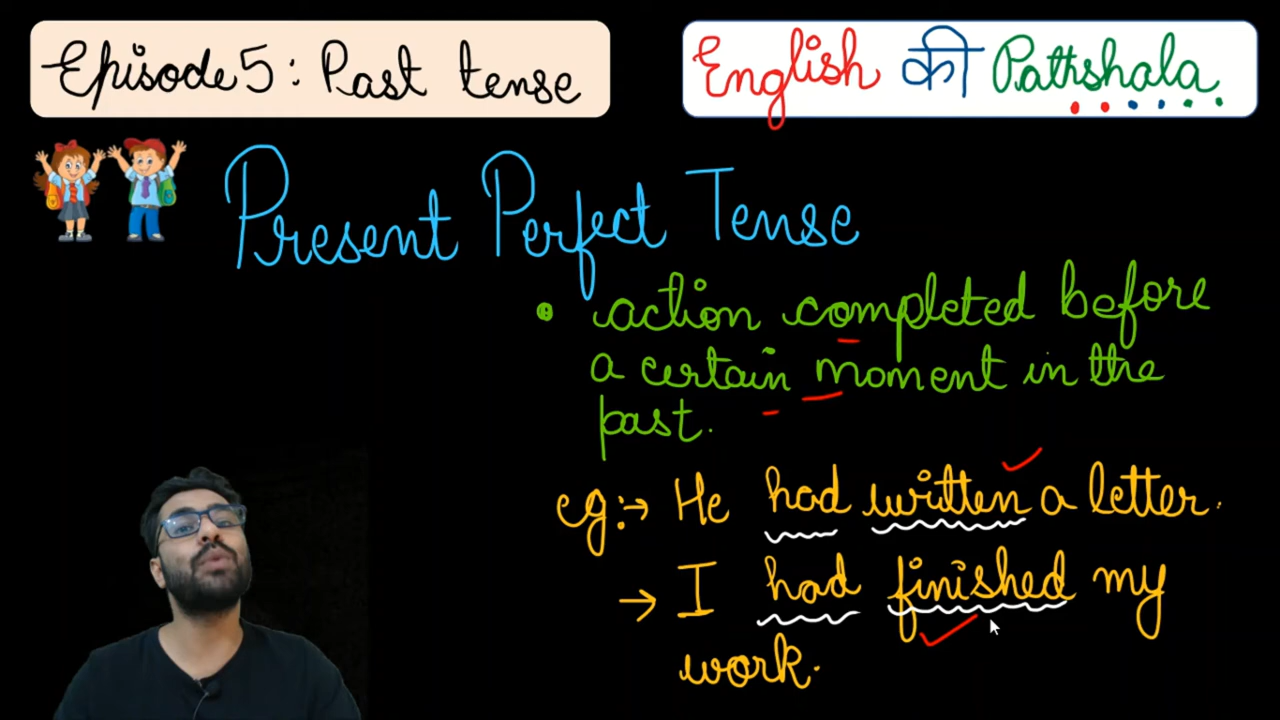 Episode 5: Past tense
English की Pathshala
Present Perfect Tense
• action completed before
a certain moment in the
past.
eg:→ He had written a letter.
→ I had finished my
work.